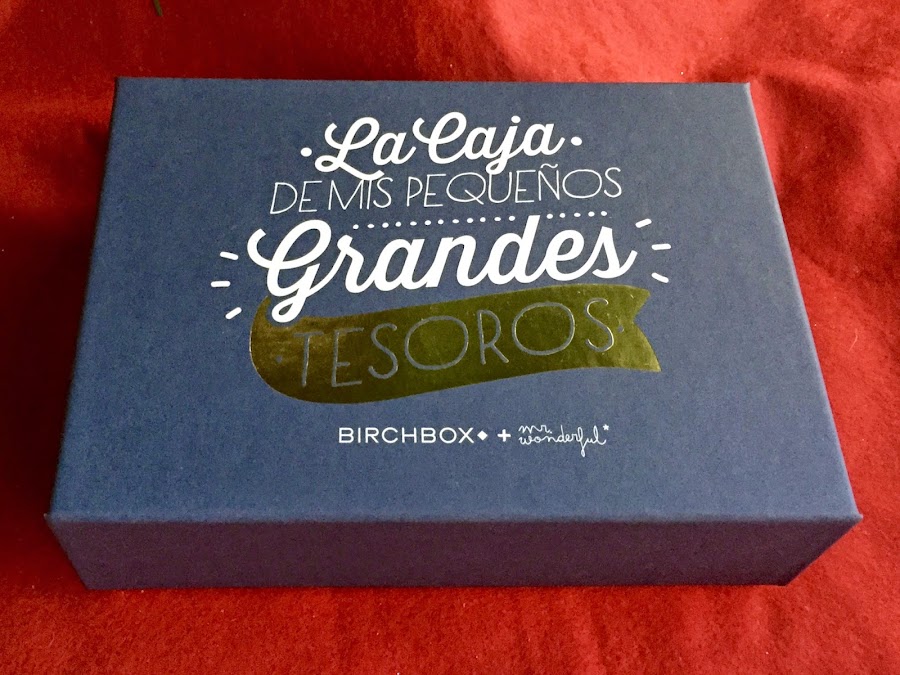 La Caja
DE MIS PEQUEÑOS
Grandes
TESOROS
BIRCHBOX + mr. wonderful*